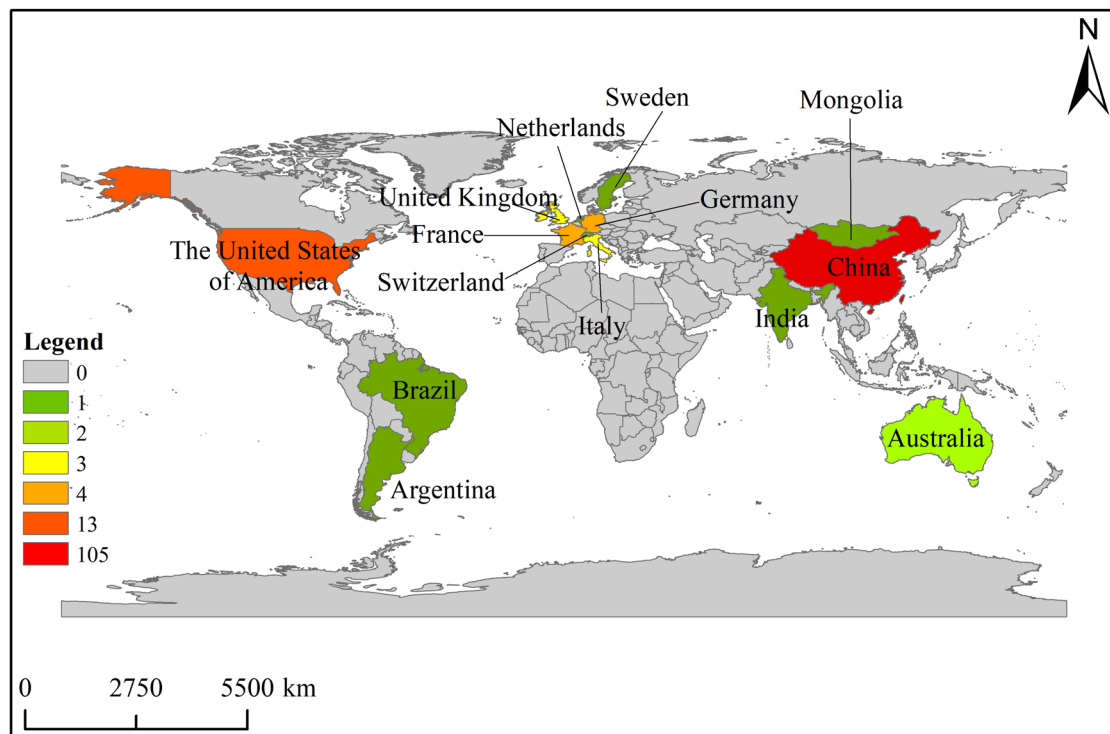 N
Sweden
Mongolia
Netherlands
United Kingdom
Germany
France
The United States
of America
Switzerland
China
Italy
India
Legend
0
1
2
3
4
13
105
Brazil
Australia
Argentina
0 2750 5500 km